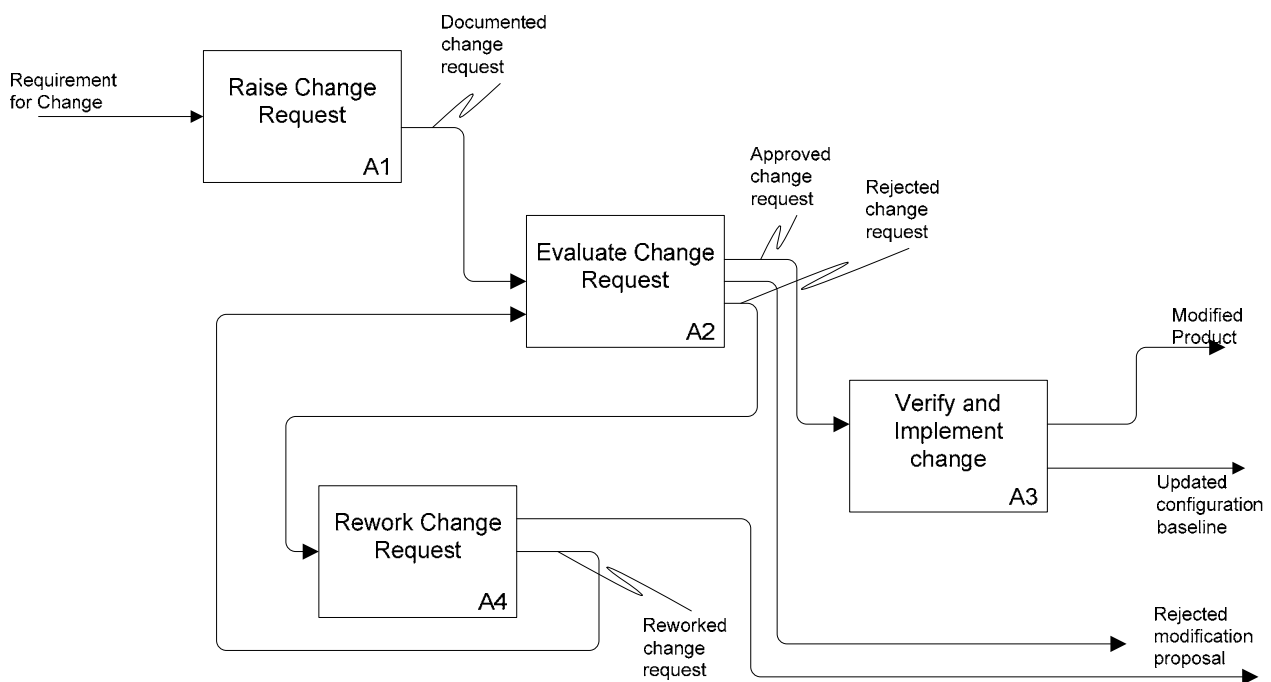 Documented
change
request
Requirement
for Change
Raise Change
Request
A1
Approved
change
request
Rejected
change
request
Evaluate Change
Request
A2
Modified
Product
Verify and
Implement
change
A3
Updated
configuration
baseline
Rework Change
Request
A4
Reworked
change
request
Rejected
modification
proposal